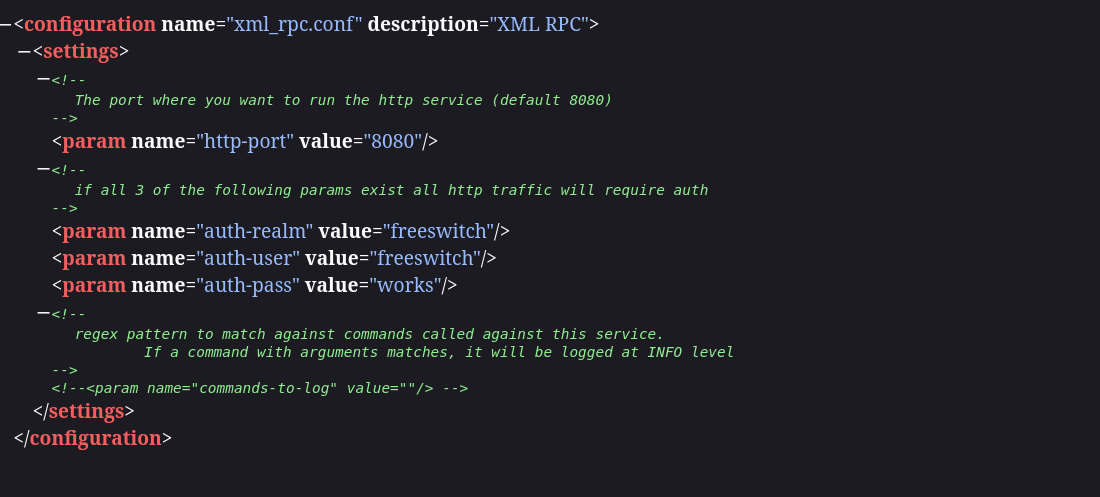 —<configuration name="xml_rpc.conf" description="XML RPC">
—<settings>
—<!--
The port where you want to run the http service (default 8080)
-->
<param name="http-port" value="8080"/>
—<!--
if all 3 of the following params exist all http traffic will require auth
-->
<param name="auth-realm" value="freeswitch"/>
<param name="auth-user" value="freeswitch"/>
<param name="auth-pass" value="works"/>
—<!--
regex pattern to match against commands called against this service.
If a command with arguments matches, it will be logged at INFO level
-->
<!--<param name="commands-to-log" value=""/> -->
</settings>
</configuration>